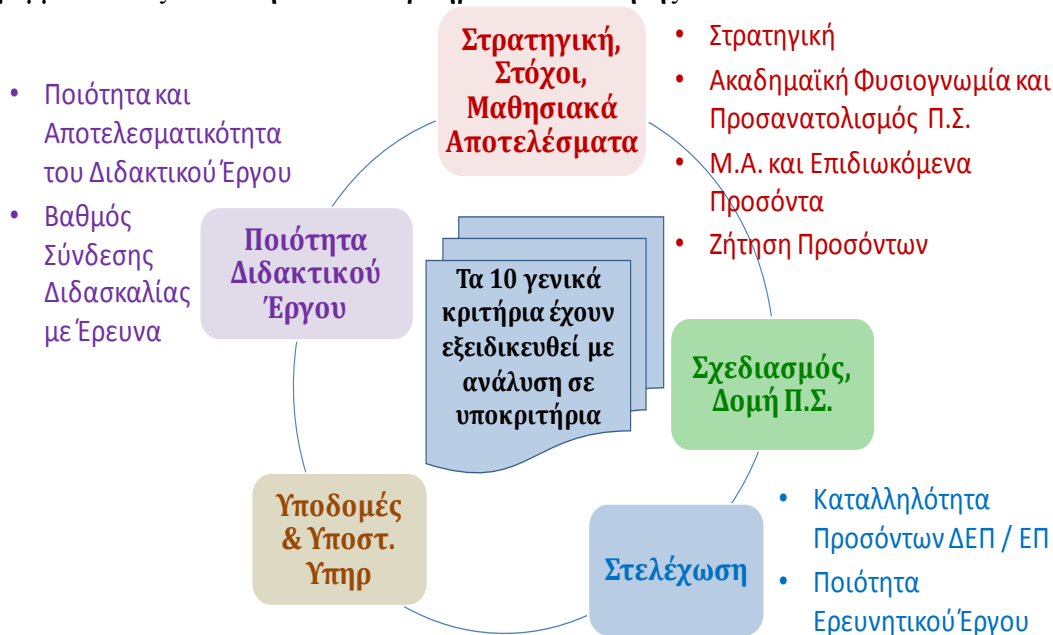 Στρατηγική,
Στόχοι,
Μαθησιακά
Αποτελέσματα
• Στρατηγική
• Ακαδημαϊκή Φυσιογνωμία και
Προσανατολισμός Π.Σ.
• Μ.Α. και Επιδιωκόμενα
Προσόντα
• Ζήτηση Προσόντων
• Ποιότητα και
Αποτελεσματικότητα
του Διδακτικού Έργου
• Βαθμός
Σύνδεσης
Διδασκαλίας
με Έρευνα
Ποιότητα
Διδακτικού
Έργου
Τα 10 γενικά
κριτήρια έχουν
εξειδικευθεί με
ανάλυση σε
υποκριτήρια
Σχεδιασμός,
Δομή Π.Σ.
Υποδομές
& Υποστ.
Υπηρ
Στελέχωση
• Καταλληλότητα
Προσόντων ΔΕΠ / ΕΠ
• Ποιότητα
Ερευνητικού Έργου